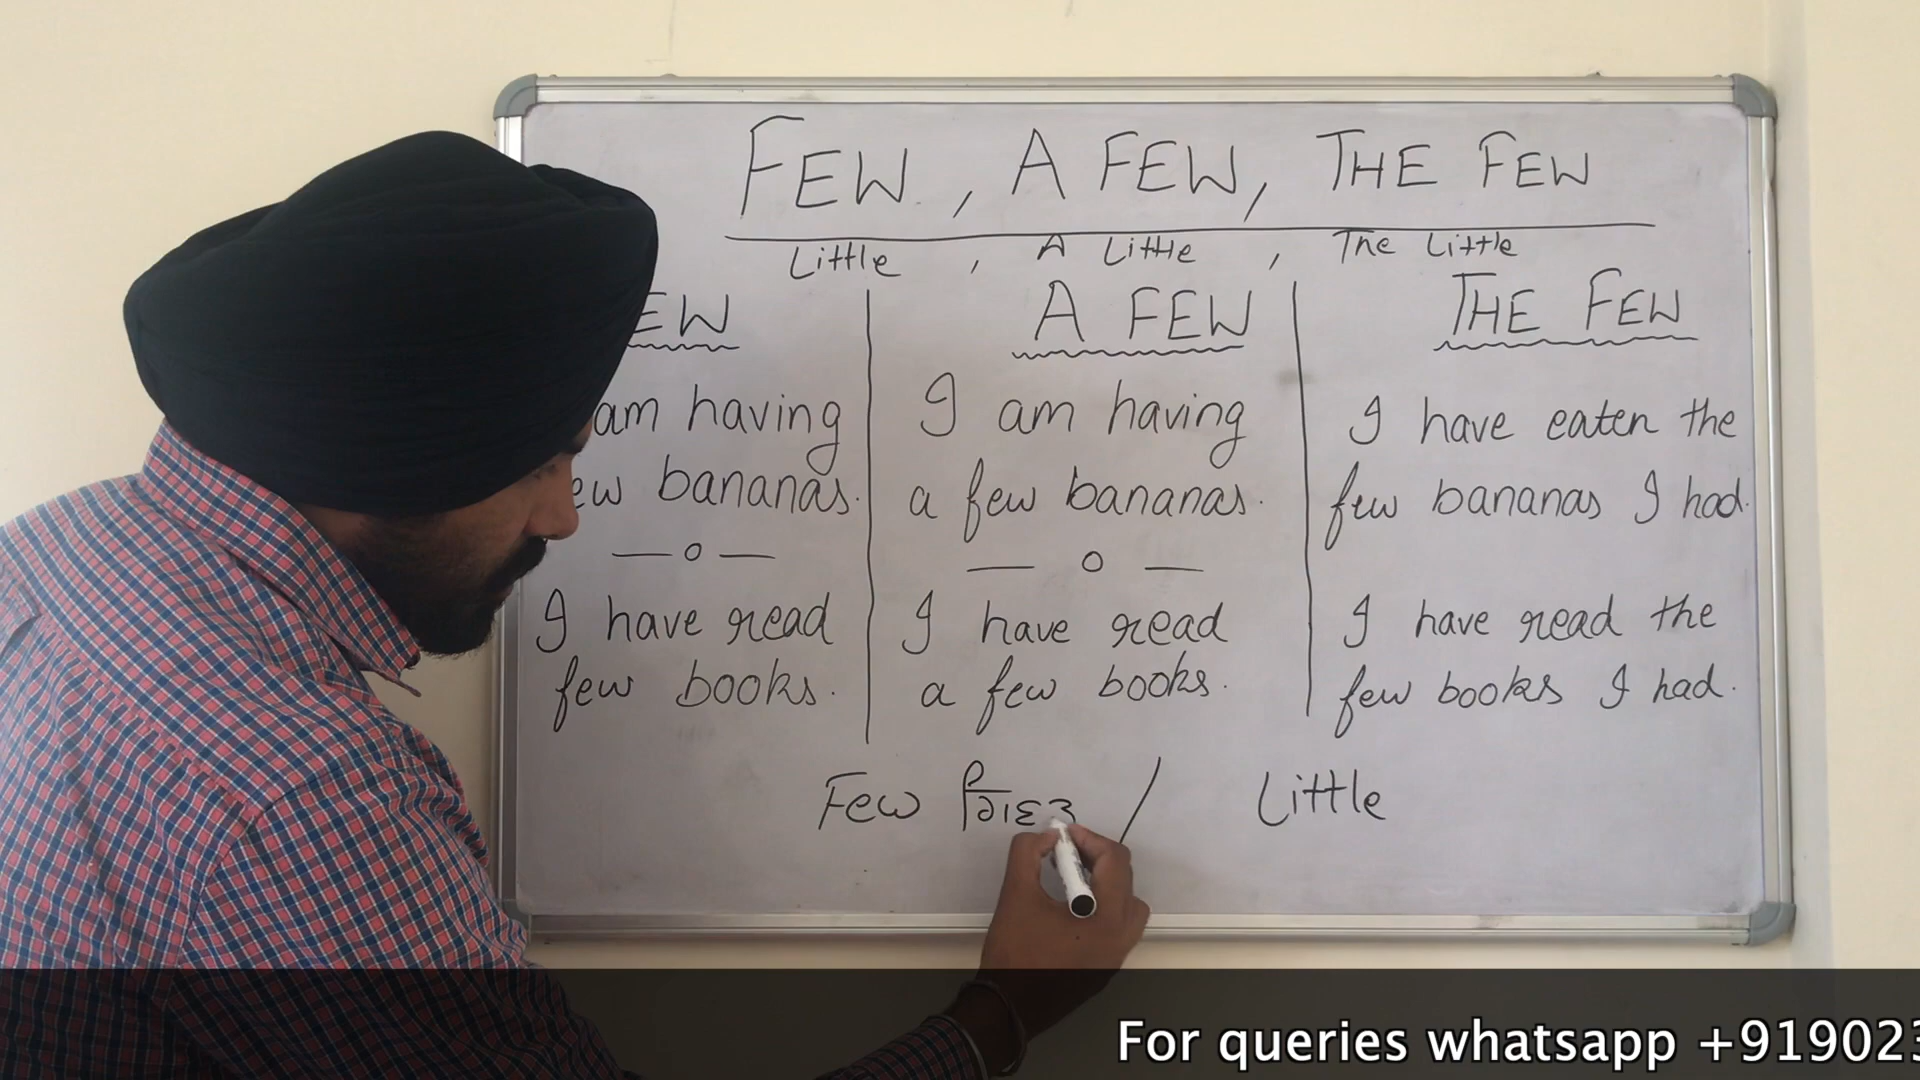 FEW, A FEW, THE FEW
Little, A Little, The Little
EW
am having
ew bananas.
— o —
I have read
few books.
A FEW
I am having
a few bananas.
— o —
I have read
a few books.
THE FEW
I have eaten the
few bananas I had.
I have read the
few books I had.
Few / Little
For queries whatsapp +919023